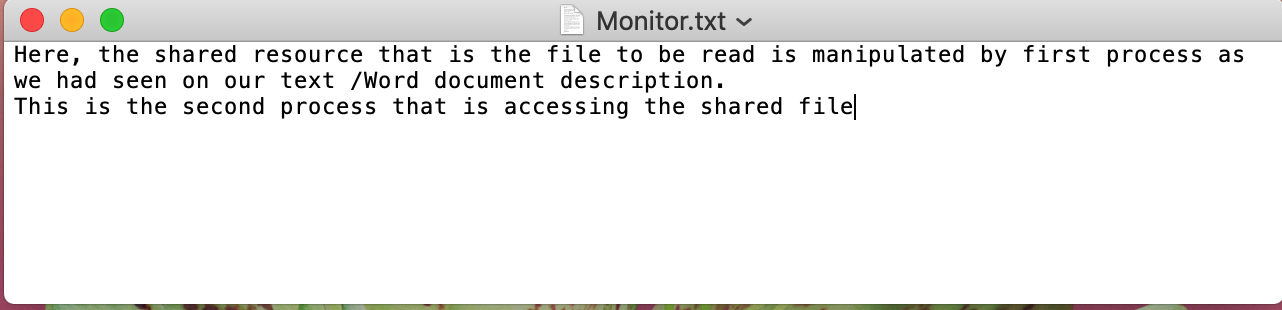 Monitor.txt
Here, the shared resource that is the file to be read is manipulated by first process as
we had seen on our text /Word document description.
This is the second process that is accessing the shared file